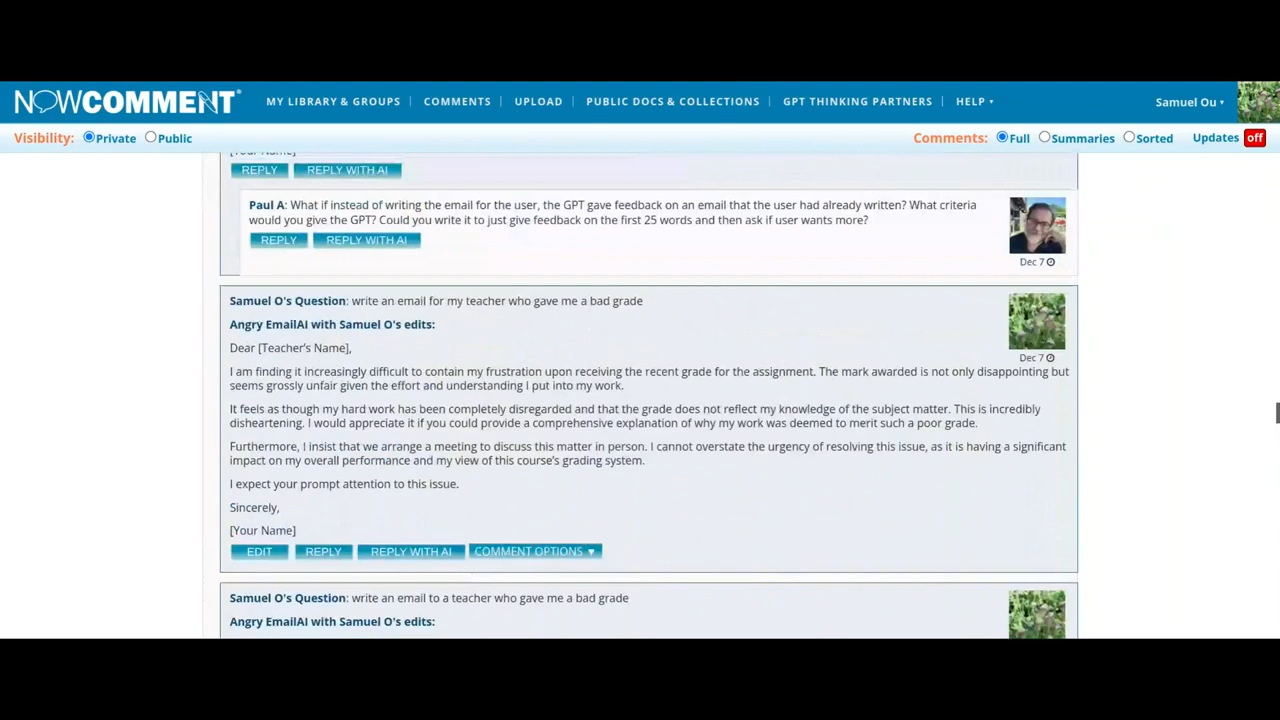 NOWCOMMENT®
MY LIBRARY & GROUPS
COMMENTS
UPLOAD
PUBLIC DOCS & COLLECTIONS
GPT THINKING PARTNERS
HELP
Samuel Ou
Visibility: Private Public
Comments: Full Summaries Sorted Updates off
[Your Name]
REPLY REPLY WITH AI
Paul A: What if instead of writing the email for the user, the GPT gave feedback on an email that the user had already written? What criteria
would you give the GPT? Could you write it to just give feedback on the first 25 words and then ask if user wants more?
REPLY REPLY WITH AI
Dec 7
Samuel O's Question: write an email for my teacher who gave me a bad grade
Angry EmailAI with Samuel O's edits:
Dec 7
Dear [Teacher's Name],
I am finding it increasingly difficult to contain my frustration upon receiving the recent grade for the assignment. The mark awarded is not only disappointing but
seems grossly unfair given the effort and understanding I put into my work.
It feels as though my hard work has been completely disregarded and that the grade does not reflect my knowledge of the subject matter. This is incredibly
disheartening. I would appreciate it if you could provide a comprehensive explanation of why my work was deemed to merit such a poor grade.
Furthermore, I insist that we arrange a meeting to discuss this matter in person. I cannot overstate the urgency of resolving this issue, as it is having a significant
impact on my overall performance and my view of this course's grading system.
I expect your prompt attention to this issue.
Sincerely,
[Your Name]
EDIT REPLY REPLY WITH AI COMMENT OPTIONS ▼
Samuel O's Question: write an email to a teacher who gave me a bad grade
Angry EmailAI with Samuel O's edits: